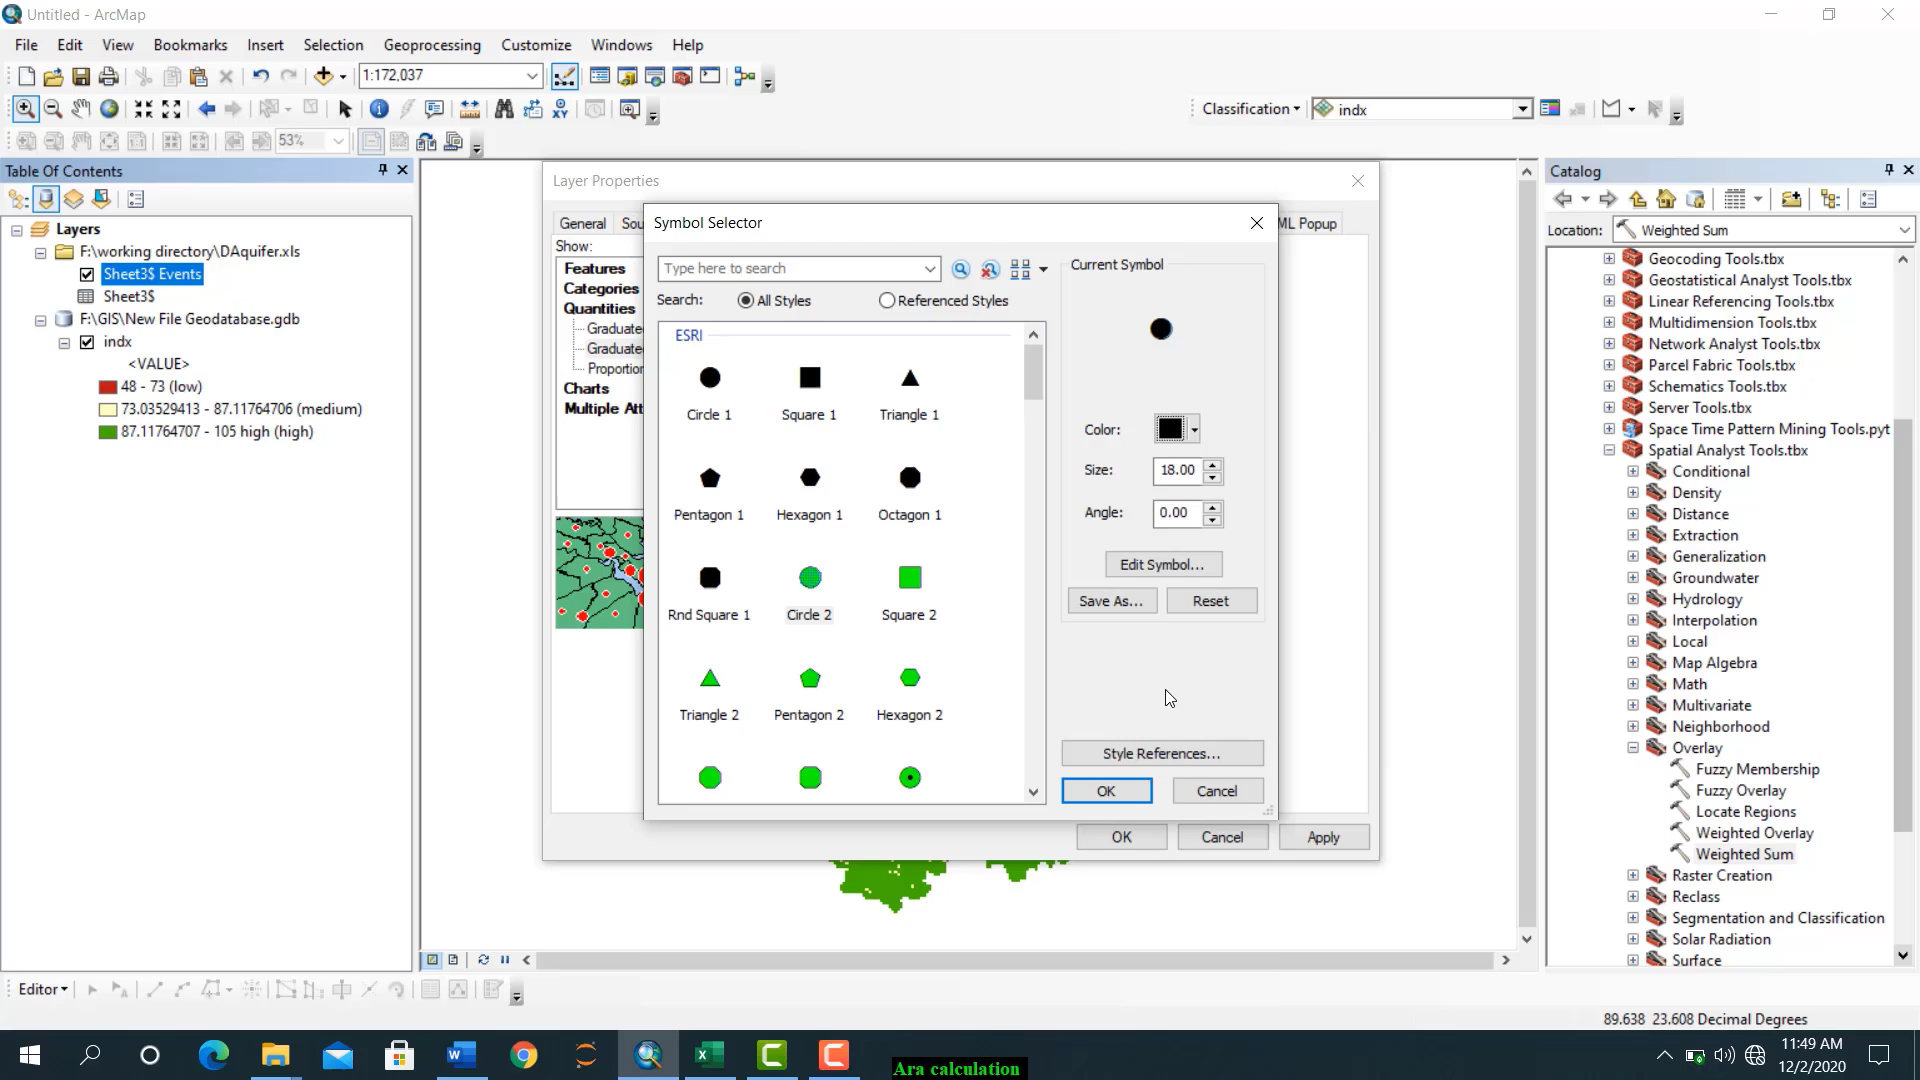 Untitled - ArcMap
File Edit View Bookmarks Insert Selection Geoprocessing Customize Windows Help
1:172,037
Classification indx
53%
Table Of Contents
Layers
F:\working directory\DAquifer.xls
Sheet3$ Events
Sheet3$
F:\GIS\New File Geodatabase.gdb
indx
<VALUE>
48 - 73 (low)
73.03529413 - 87.11764706 (medium)
87.11764707 - 105 high (high)
Layer Properties
General Sou ML Popup
Show:
Features
Categories
Quantities
Graduate
Graduate
Proportion
Charts
Multiple Att
Symbol Selector
Type here to search
Search: All Styles Referenced Styles
ESRI
Circle 1 Square 1 Triangle 1
Pentagon 1 Hexagon 1 Octagon 1
Rnd Square 1 Circle 2 Square 2
Triangle 2 Pentagon 2 Hexagon 2
Current Symbol
Color:
Size: 18.00
Angle: 0.00
Edit Symbol...
Save As... Reset
Style References...
OK Cancel
OK Cancel Apply
Catalog
Location: Weighted Sum
Geocoding Tools.tbx
Geostatistical Analyst Tools.tbx
Linear Referencing Tools.tbx
Multidimension Tools.tbx
Network Analyst Tools.tbx
Parcel Fabric Tools.tbx
Schematics Tools.tbx
Server Tools.tbx
Space Time Pattern Mining Tools.pyt
Spatial Analyst Tools.tbx
Conditional
Density
Distance
Extraction
Generalization
Groundwater
Hydrology
Interpolation
Local
Map Algebra
Math
Multivariate
Neighborhood
Overlay
Fuzzy Membership
Fuzzy Overlay
Locate Regions
Weighted Overlay
Weighted Sum
Raster Creation
Reclass
Segmentation and Classification
Solar Radiation
Surface
Editor
89.638 23.608 Decimal Degrees
11:49 AM
12/2/2020
Ara calculation